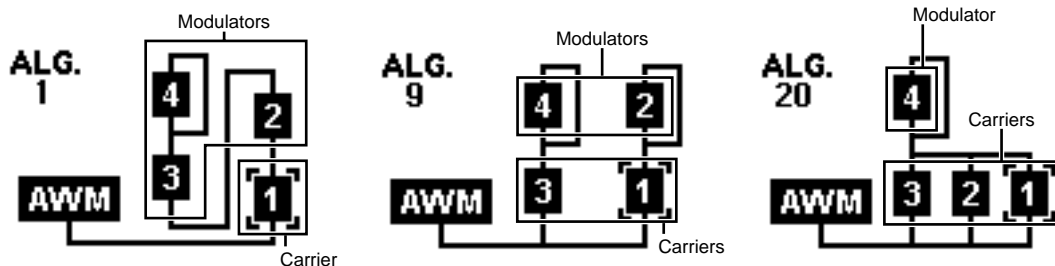 Modulators
ALG.
1
4
2
3
1
AWM
Carrier
Modulators
ALG.
9
4
2
3
1
AWM
Carriers
Modulator
ALG.
20
4
Carriers
3
2
1
AWM